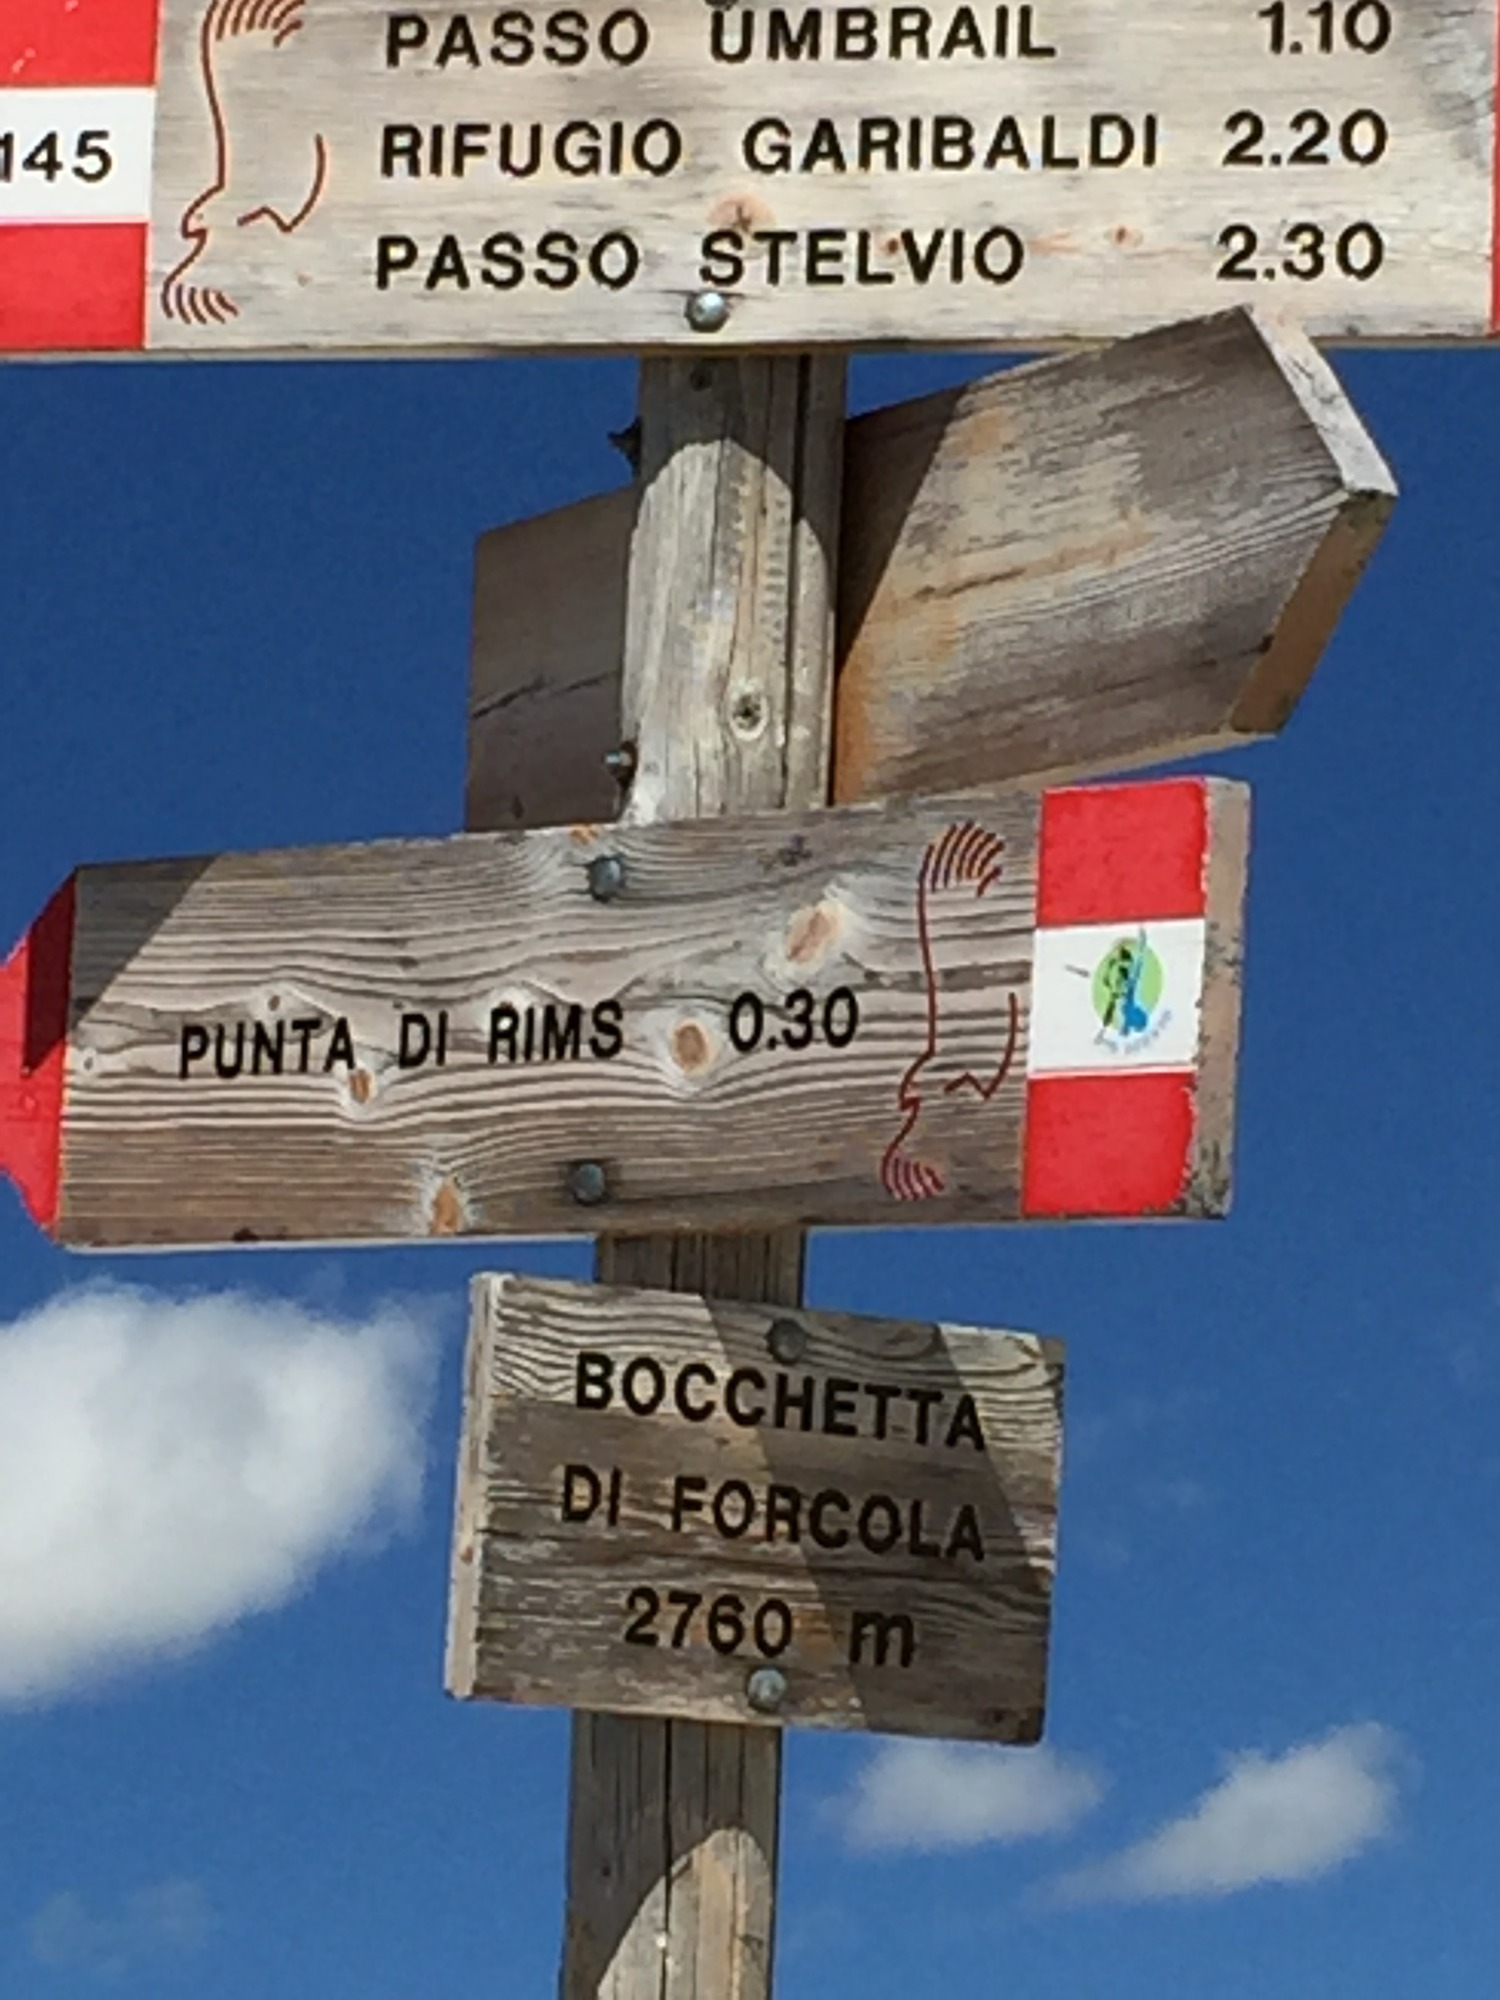 PASSO UMBRAIL 1.10
145
RIFUGIO GARIBALDI 2.20
PASSO STELVIO 2.30
PUNTA DI RIMS 0.30
BOCCHETTA
DI FORCOLA
2760 m